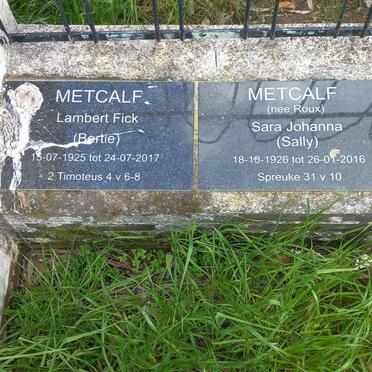 METCALF
Lambert Fick
(Bertie)
15-07-1925 tot 24-07-2017
2 Timoteus 4 v 6-8
METCALF
(nee Roux)
Sara Johanna
(Sally)
18-10-1926 tot 26-01-2016
Spreuke 31 v 10